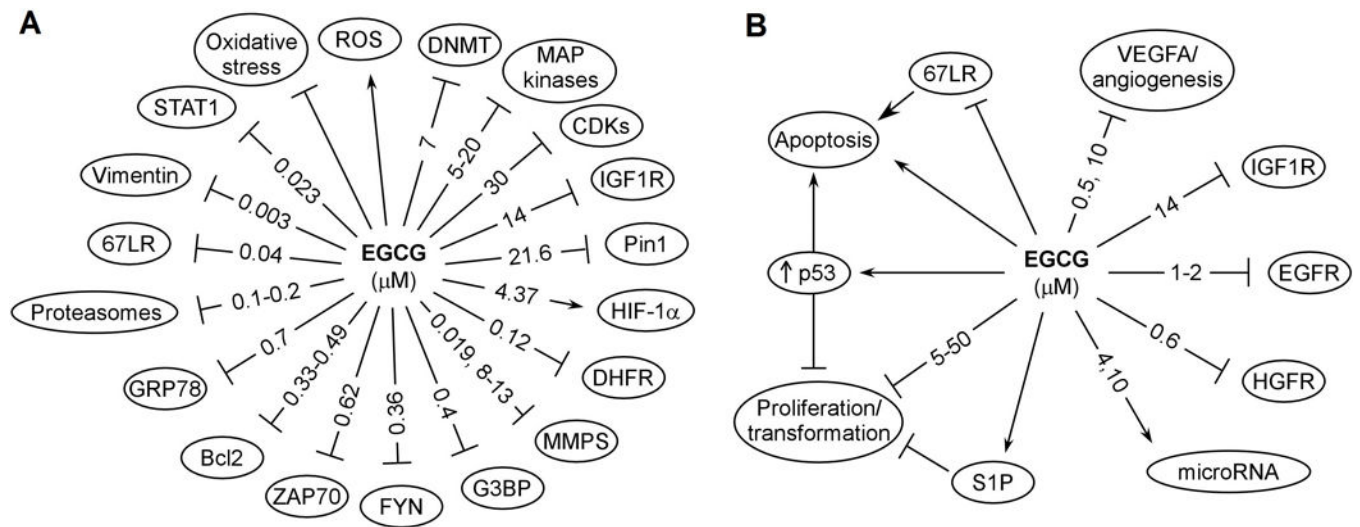 A
Oxidative
stress
ROS
DNMT
MAP
kinases
CDKs
IGF1R
Pin1
HIF-1α
DHFR
MMPS
G3BP
FYN
ZAP70
Bcl2
GRP78
Proteasomes
67LR
Vimentin
STAT1
7
5-20
30
14
21.6
4.37
0.12
0.019, 8-13
0.4
0.36
0.62
0.33-0.49
0.7
0.1-0.2
0.04
0.003
0.023
EGCG
(μM)
B
67LR
VEGFA/
angiogenesis
Apoptosis
IGF1R
↑ p53
EGFR
HGFR
Proliferation/
transformation
S1P
microRNA
0.5, 10
14
1-2
0.6
4,10
5-50
EGCG
(μM)